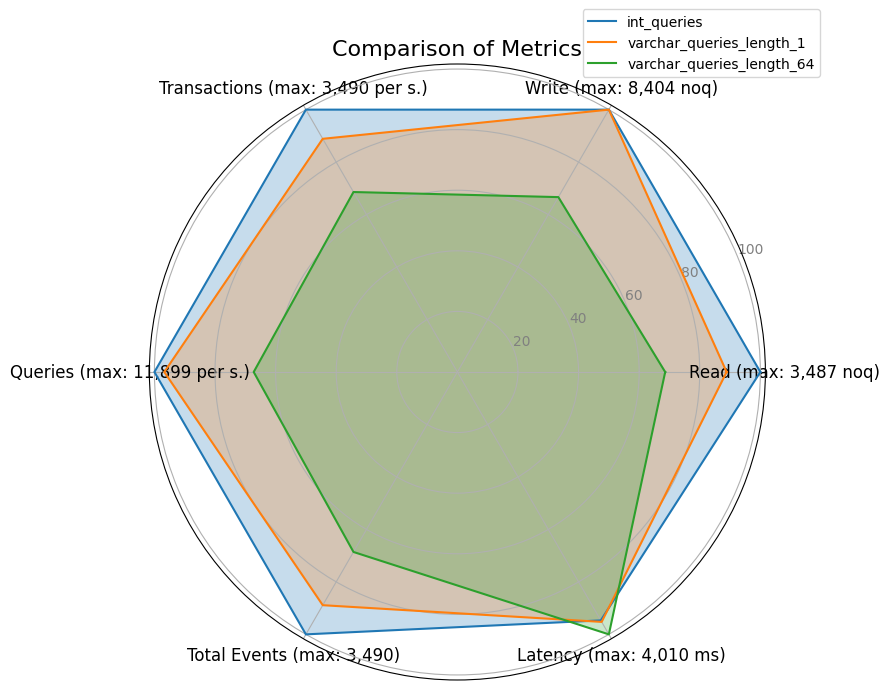 int_queries
varchar_queries_length_1
varchar_queries_length_64
Comparison of Metrics
Transactions (max: 3,490 per s.)
Write (max: 8,404 noq)
100
80
60
40
20
Queries (max: 11,899 per s.)
Read (max: 3,487 noq)
Total Events (max: 3,490)
Latency (max: 4,010 ms)